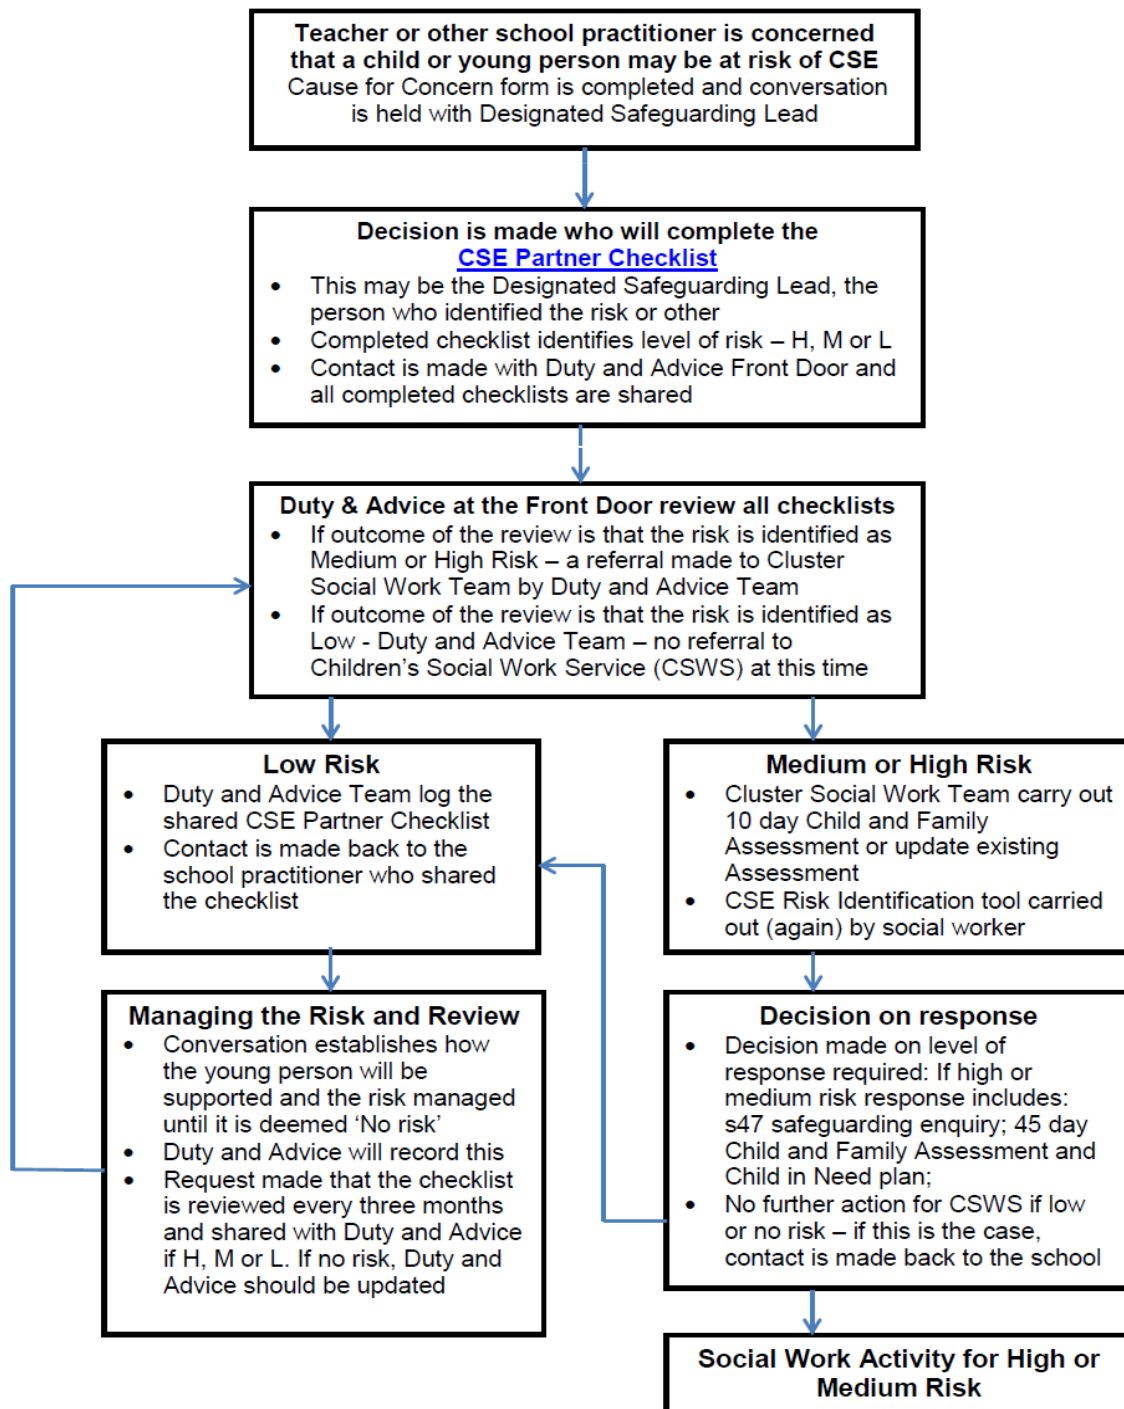 Teacher or other school practitioner is concerned
that a child or young person may be at risk of CSE
Cause for Concern form is completed and conversation
is held with Designated Safeguarding Lead
Decision is made who will complete the
CSE Partner Checklist
• This may be the Designated Safeguarding Lead, the
person who identified the risk or other
• Completed checklist identifies level of risk – H, M or L
• Contact is made with Duty and Advice Front Door and
all completed checklists are shared
Duty & Advice at the Front Door review all checklists
• If outcome of the review is that the risk is identified as
Medium or High Risk – a referral made to Cluster
Social Work Team by Duty and Advice Team
• If outcome of the review is that the risk is identified as
Low - Duty and Advice Team – no referral to
Children's Social Work Service (CSWS) at this time
Low Risk
• Duty and Advice Team log the
shared CSE Partner Checklist
• Contact is made back to the
school practitioner who shared
the checklist
Medium or High Risk
• Cluster Social Work Team carry out
10 day Child and Family
Assessment or update existing
Assessment
• CSE Risk Identification tool carried
out (again) by social worker
Managing the Risk and Review
• Conversation establishes how
the young person will be
supported and the risk managed
until it is deemed 'No risk'
• Duty and Advice will record this
• Request made that the checklist
is reviewed every three months
and shared with Duty and Advice
if H, M or L. If no risk, Duty and
Advice should be updated
Decision on response
• Decision made on level of
response required: If high or
medium risk response includes:
s47 safeguarding enquiry; 45 day
Child and Family Assessment and
Child in Need plan;
• No further action for CSWS if low
or no risk – if this is the case,
contact is made back to the school
Social Work Activity for High or
Medium Risk